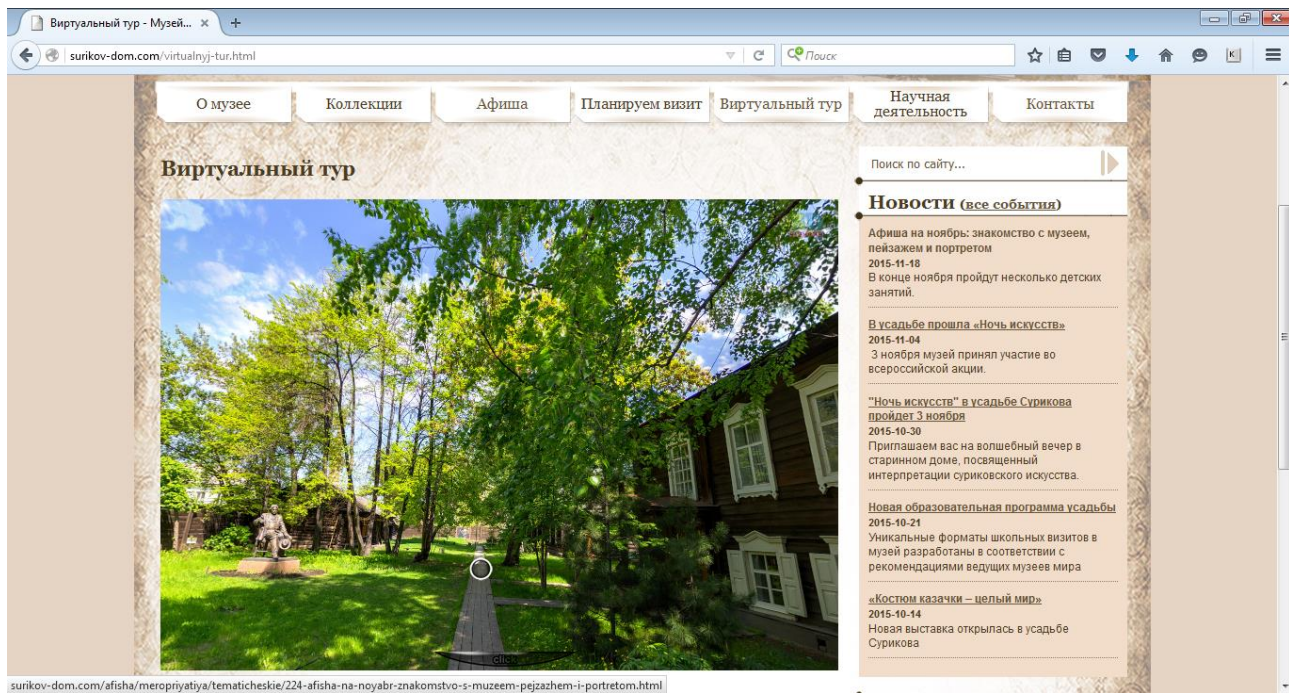 Виртуальный тур - Музей...
surikov-dom.com/virtualnyj-tur.html
Поиск
О музее
Коллекции
Афиша
Планируем визит
Виртуальный тур
Научная
деятельность
Контакты
Виртуальный тур
click
Поиск по сайту...
Новости (все события)
Афиша на ноябрь: знакомство с музеем,
пейзажем и портретом
2015-11-18
В конце ноября пройдут несколько детских
занятий.
В усадьбе прошла «Ночь искусств»
2015-11-04
3 ноября музей принял участие во
всероссийской акции.
"Ночь искусств" в усадьбе Сурикова
пройдет 3 ноября
2015-10-30
Приглашаем вас на волшебный вечер в
старинном доме, посвященный
интерпретации суриковского искусства.
Новая образовательная программа усадьбы
2015-10-21
Уникальные форматы школьных визитов в
музей разработаны в соответствии с
рекомендациями ведущих музеев мира
«Костюм казачки – целый мир»
2015-10-14
Новая выставка открылась в усадьбе
Сурикова
surikov-dom.com/afisha/meropriyatiya/tematicheskie/224-afisha-na-noyabr-znakomstvo-s-muzeem-pejzazhem-i-portretom.html